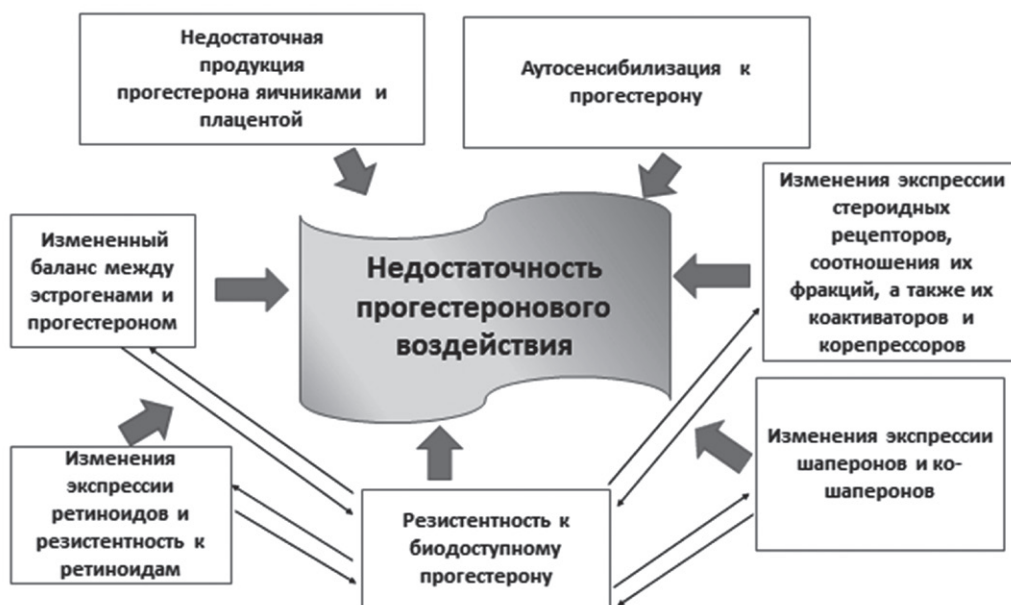 Недостаточная
продукция
прогестерона яичниками и
плацентой
Аутосенсибилизация к
прогестерону
Измененный
баланс между
эстрогенами и
прогестероном
Недостаточность
прогестеронового
воздействия
Изменения экспрессии
стероидных
рецепторов,
соотношения их
фракций, а также их
коактиваторов и
корепрессоров
Изменения
экспрессии
ретиноидов и
резистентность к
ретиноидам
Резистентность к
биодоступному
прогестерону
Изменения экспрессии
шаперонов и ко-
шаперонов